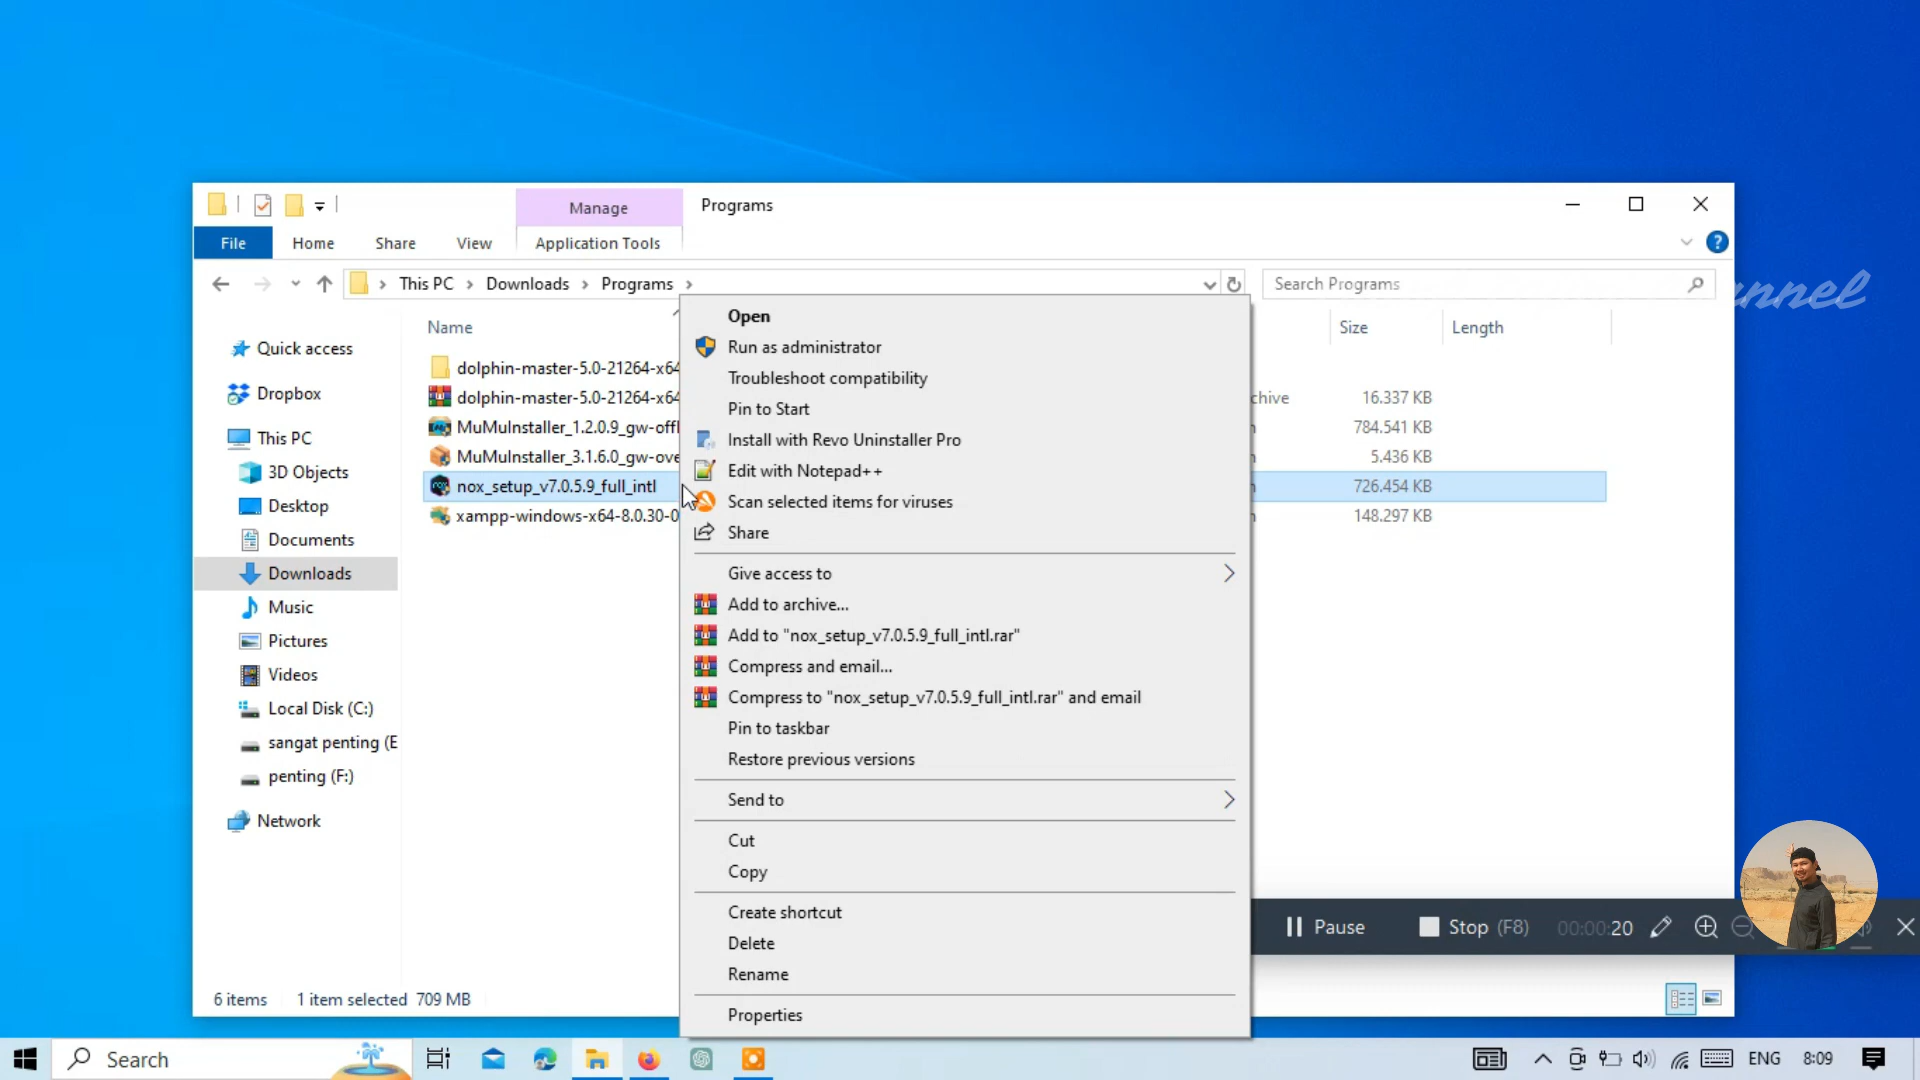 Manage
Programs
File
Home
Share
View
Application Tools
This PC
Downloads
Programs
Search Programs
annel
Name
Size
Length
Quick access
Dropbox
This PC
3D Objects
Desktop
Documents
Downloads
Music
Pictures
Videos
Local Disk (C:)
sangat penting (E
penting (F:)
Network
dolphin-master-5.0-21264-x64
dolphin-master-5.0-21264-x64
chive
16.337 KB
MuMuInstaller_1.2.0.9_gw-offl
784.541 KB
MuMuInstaller_3.1.6.0_gw-ove
5.436 KB
nox_setup_v7.0.5.9_full_intl
726.454 KB
xampp-windows-x64-8.0.30-0
148.297 KB
Open
Run as administrator
Troubleshoot compatibility
Pin to Start
Install with Revo Uninstaller Pro
Edit with Notepad++
Scan selected items for viruses
Share
Give access to
Add to archive...
Add to "nox_setup_v7.0.5.9_full_intl.rar"
Compress and email...
Compress to "nox_setup_v7.0.5.9_full_intl.rar" and email
Pin to taskbar
Restore previous versions
Send to
Cut
Copy
Create shortcut
Delete
Rename
Properties
Pause
Stop (F8)
00:00:20
6 items
1 item selected 709 MB
Search
ENG
8:09